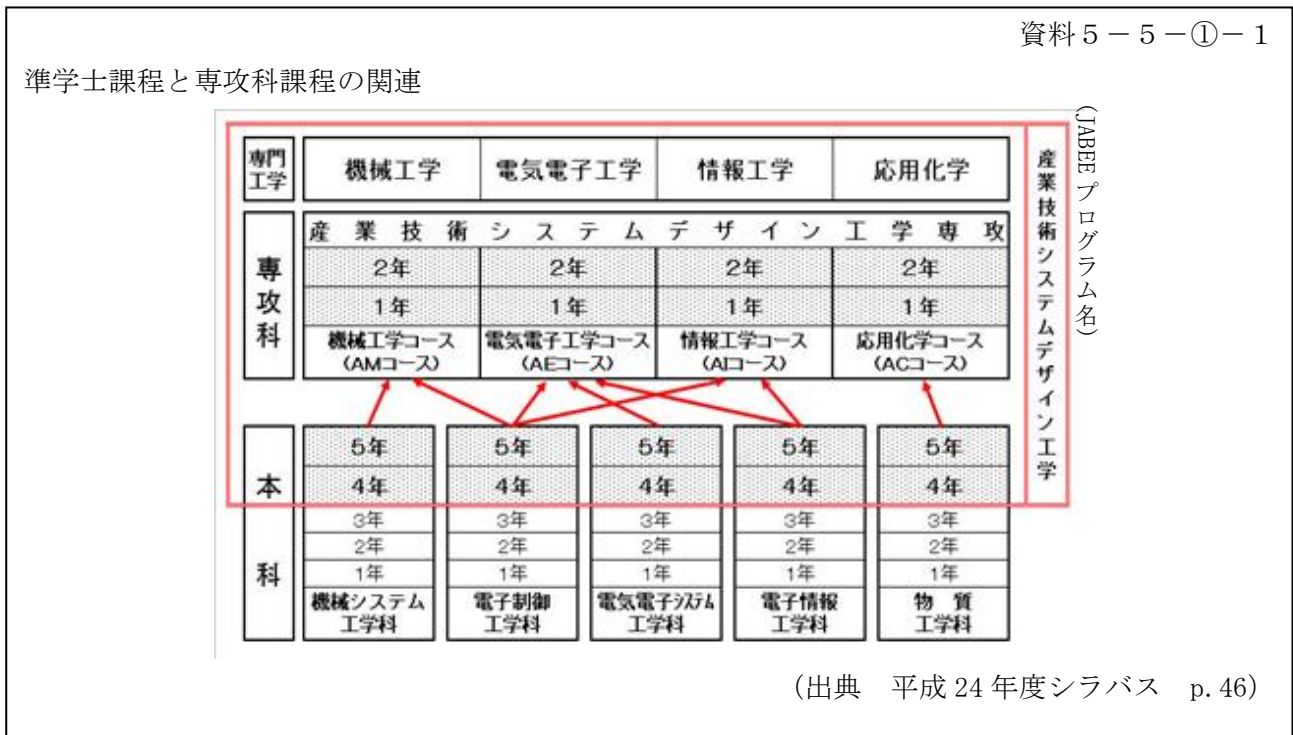 資料５－５－①－１
準学士課程と専攻科課程の関連
専門
工学
機械工学
電気電子工学
情報工学
応用化学
専攻科
産業技術システムデザイン工学専攻
2年
2年
2年
2年
1年
1年
1年
1年
機械工学コース
(AMコース)
電気電子工学コース
(AEコース)
情報工学コース
(AIコース)
応用化学コース
(ACコース)
産業技術システムデザイン工学
(JABEE プログラム名)
本科
5年
5年
5年
5年
5年
4年
4年
4年
4年
4年
3年
3年
3年
3年
3年
2年
2年
2年
2年
2年
1年
1年
1年
1年
1年
機械システム
工学科
電子制御
工学科
電気電子システム
工学科
電子情報
工学科
物質
工学科
(出典　平成 24 年度シラバス　p.46)